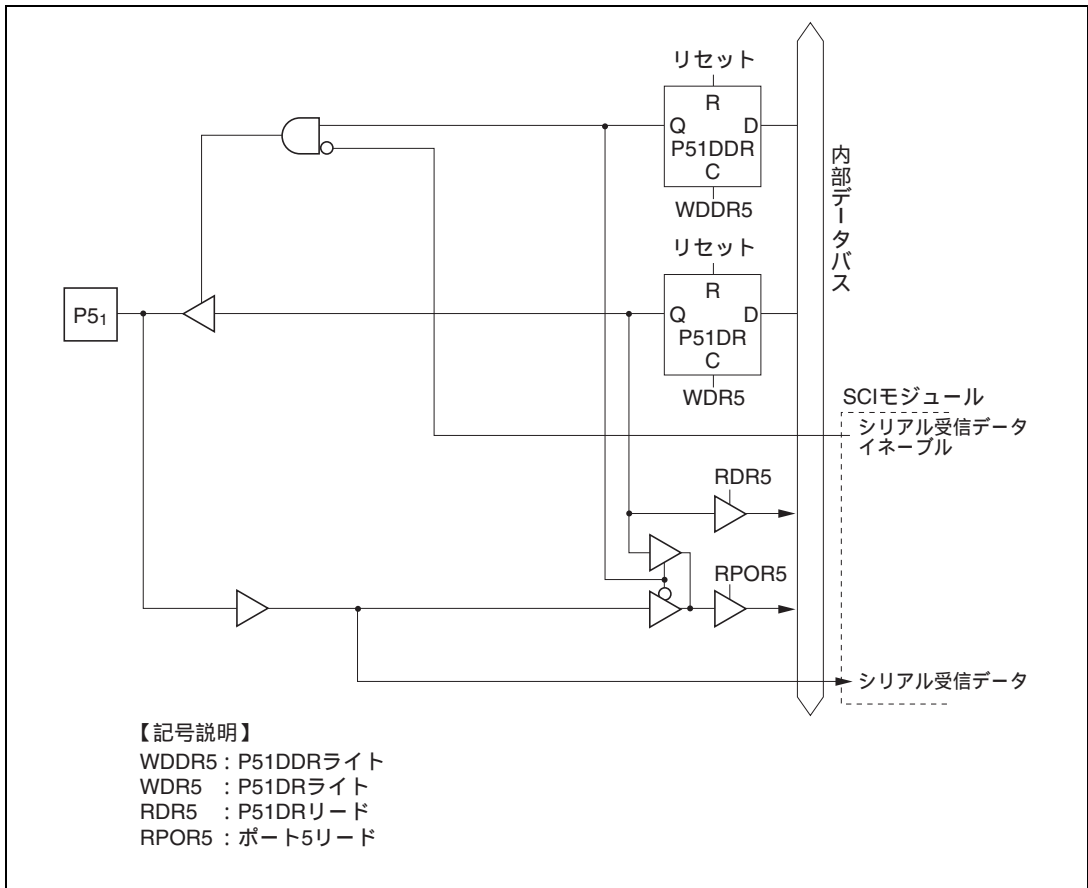 リセット
R
Q D
P51DDR
C
WDDR5
リセット
R
Q D
P51DR
C
WDR5
P51
内部データバス
SCIモジュール
シリアル受信データ
イネーブル
RDR5
RPOR5
シリアル受信データ
【記号説明】
WDDR5 : P51DDRライト
WDR5 : P51DRライト
RDR5 : P51DRリード
RPOR5 : ポート5リード